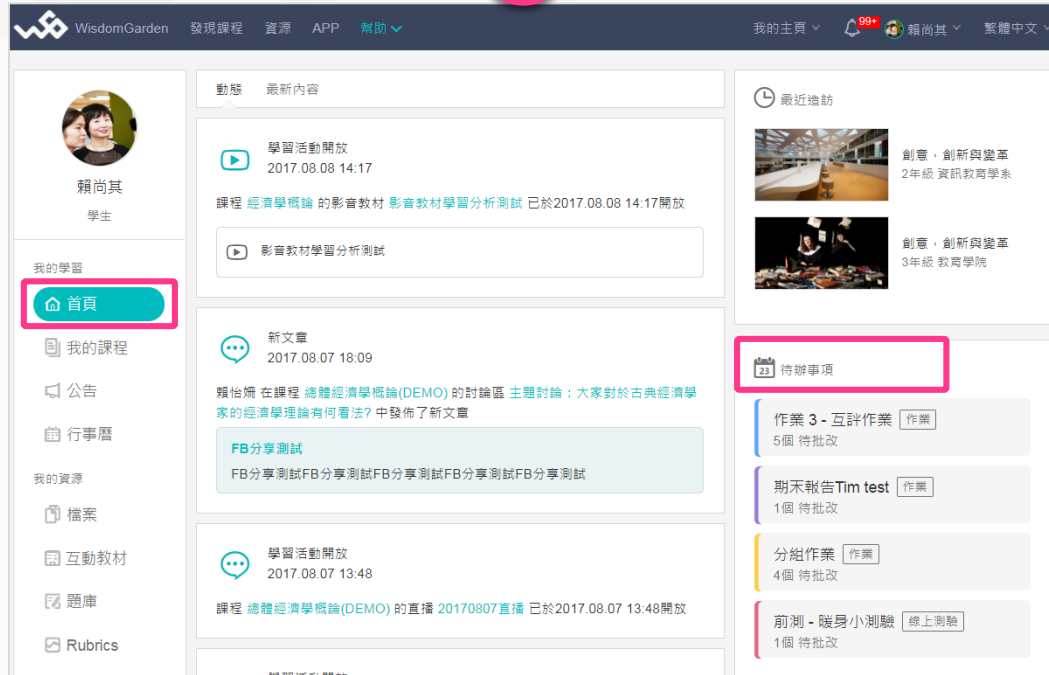 WisdomGarden 發現課程 資源 APP 幫助 我的主頁 99+ 賴尚其 繁體中文
賴尚其
學生
我的學習
首頁
我的課程
公告
行事曆
我的資源
檔案
互動教材
題庫
Rubrics
動態 最新內容
學習活動開放
2017.08.08 14:17
課程 經濟學概論 的影音教材 影音教材學習分析測試 已於2017.08.08 14:17開放
影音教材學習分析測試
新文章
2017.08.07 18:09
賴怡姍 在課程 總體經濟學概論(DEMO) 的討論區 主題討論：大家對於古典經濟學
家的經濟學理論有何看法? 中發佈了新文章
FB分享測試
FB分享測試FB分享測試FB分享測試FB分享測試FB分享測試
學習活動開放
2017.08.07 13:48
課程 總體經濟學概論(DEMO) 的直播 20170807直播 已於2017.08.07 13:48開放
最近造訪
創意，創新與變革
2年級 資訊教育學系
創意，創新與變革
3年級 教育學院
23 待辦事項
作業 3 - 互評作業 作業
5個 待批改
期末報告Tim test 作業
1個 待批改
分組作業 作業
4個 待批改
前測 - 暖身小測驗 線上測驗
1個 待批改